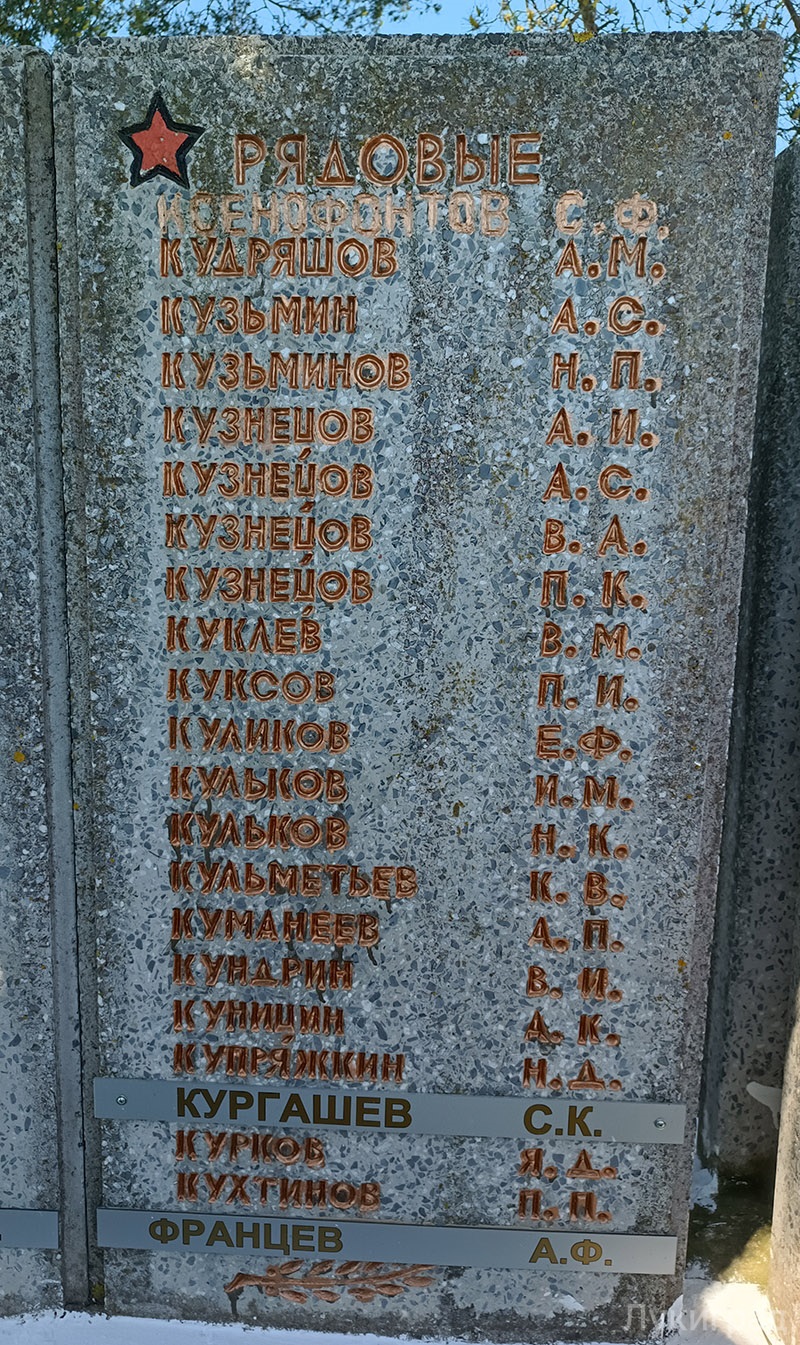 РЯДОВЫЕ
КСЕНОФОНТОВ С.Ф.
КУДРЯШОВ А.М.
КУЗЬМИН А.С.
КУЗЬМИНОВ Н.П.
КУЗНЕЦОВ А.И.
КУЗНЕЦОВ А.С.
КУЗНЕЦОВ В.А.
КУЗНЕЦОВ П.К.
КУКЛЕВ В.М.
КУКСОВ П.И.
КУЛИКОВ Е.Ф.
КУЛЬКОВ И.М.
КУЛЬКОВ Н.К.
КУЛЬМЕТЬЕВ К.В.
КУМАНЕЕВ А.П.
КУНДРИН В.И.
КУНИЦИН А.К.
КУПРЯЖКИН Н.Д.
КУРГАШЕВ С.К.
КУРКОВ Я.Д.
КУХТИНОВ П.П.
ФРАНЦЕВ А.Ф.